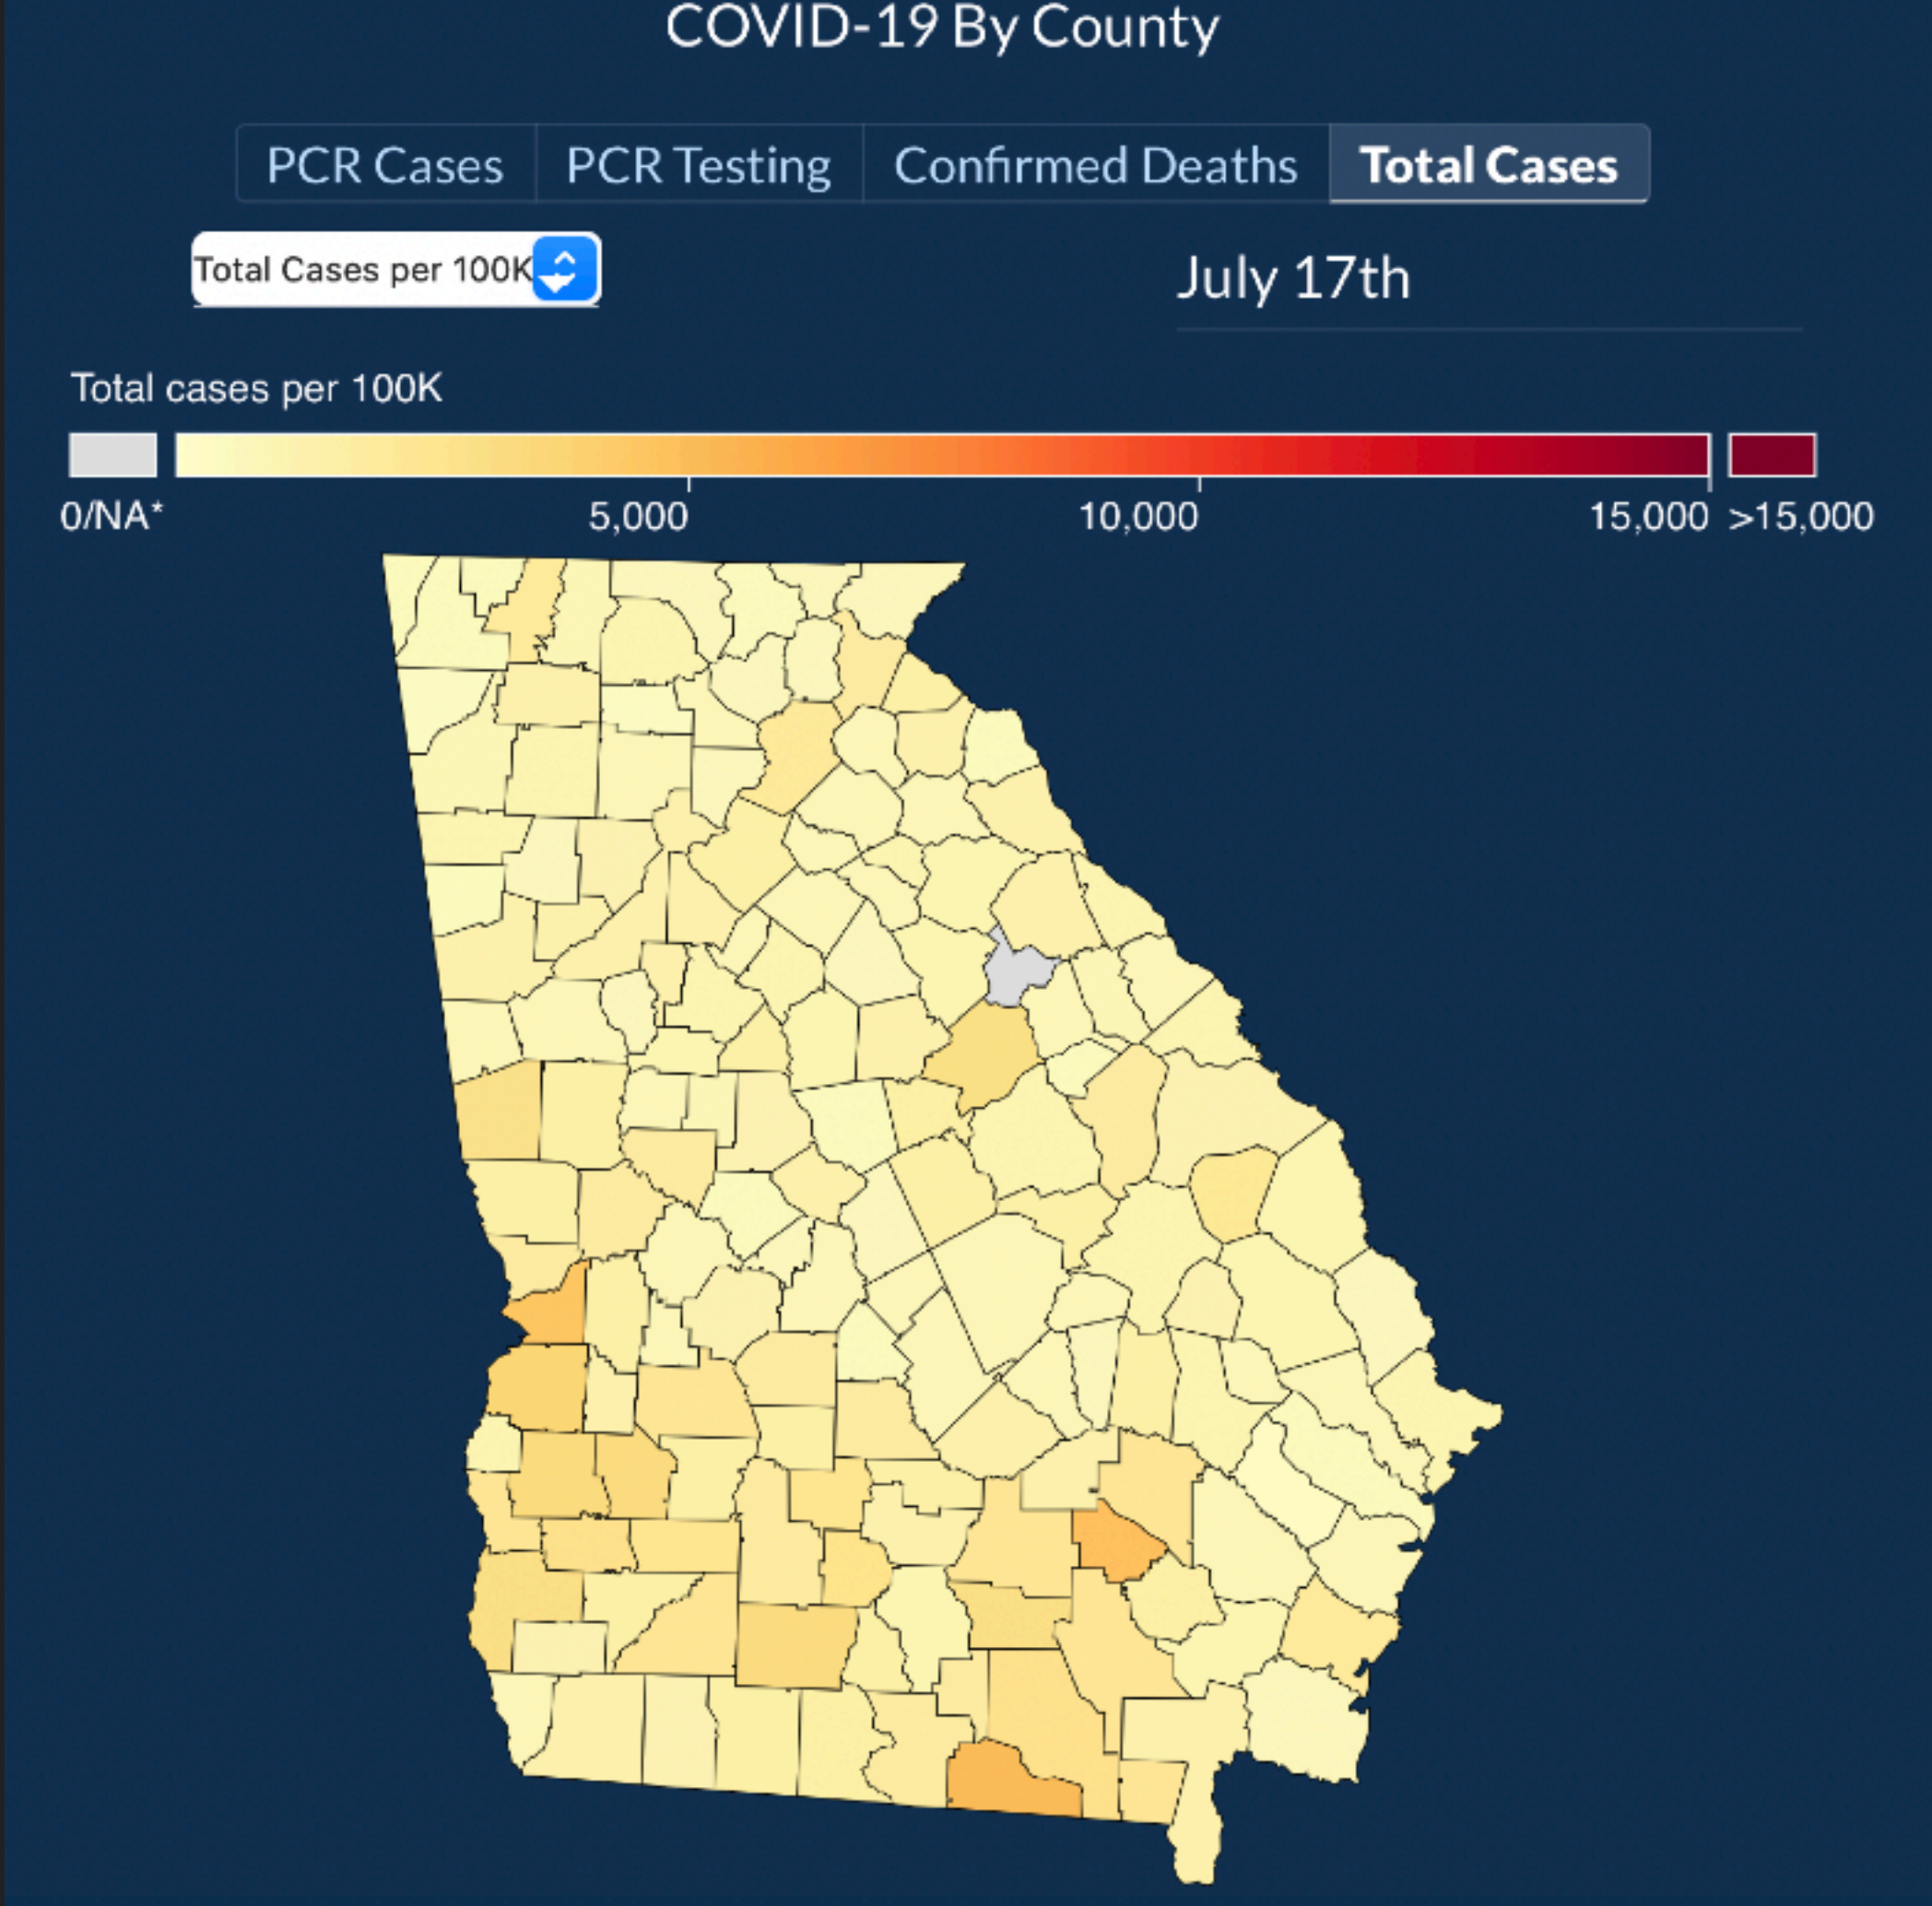 COVID-19 By County
PCR Cases PCR Testing Confirmed Deaths Total Cases
Total Cases per 100K July 17th
Total cases per 100K
0/NA* 5,000 10,000 15,000 >15,000